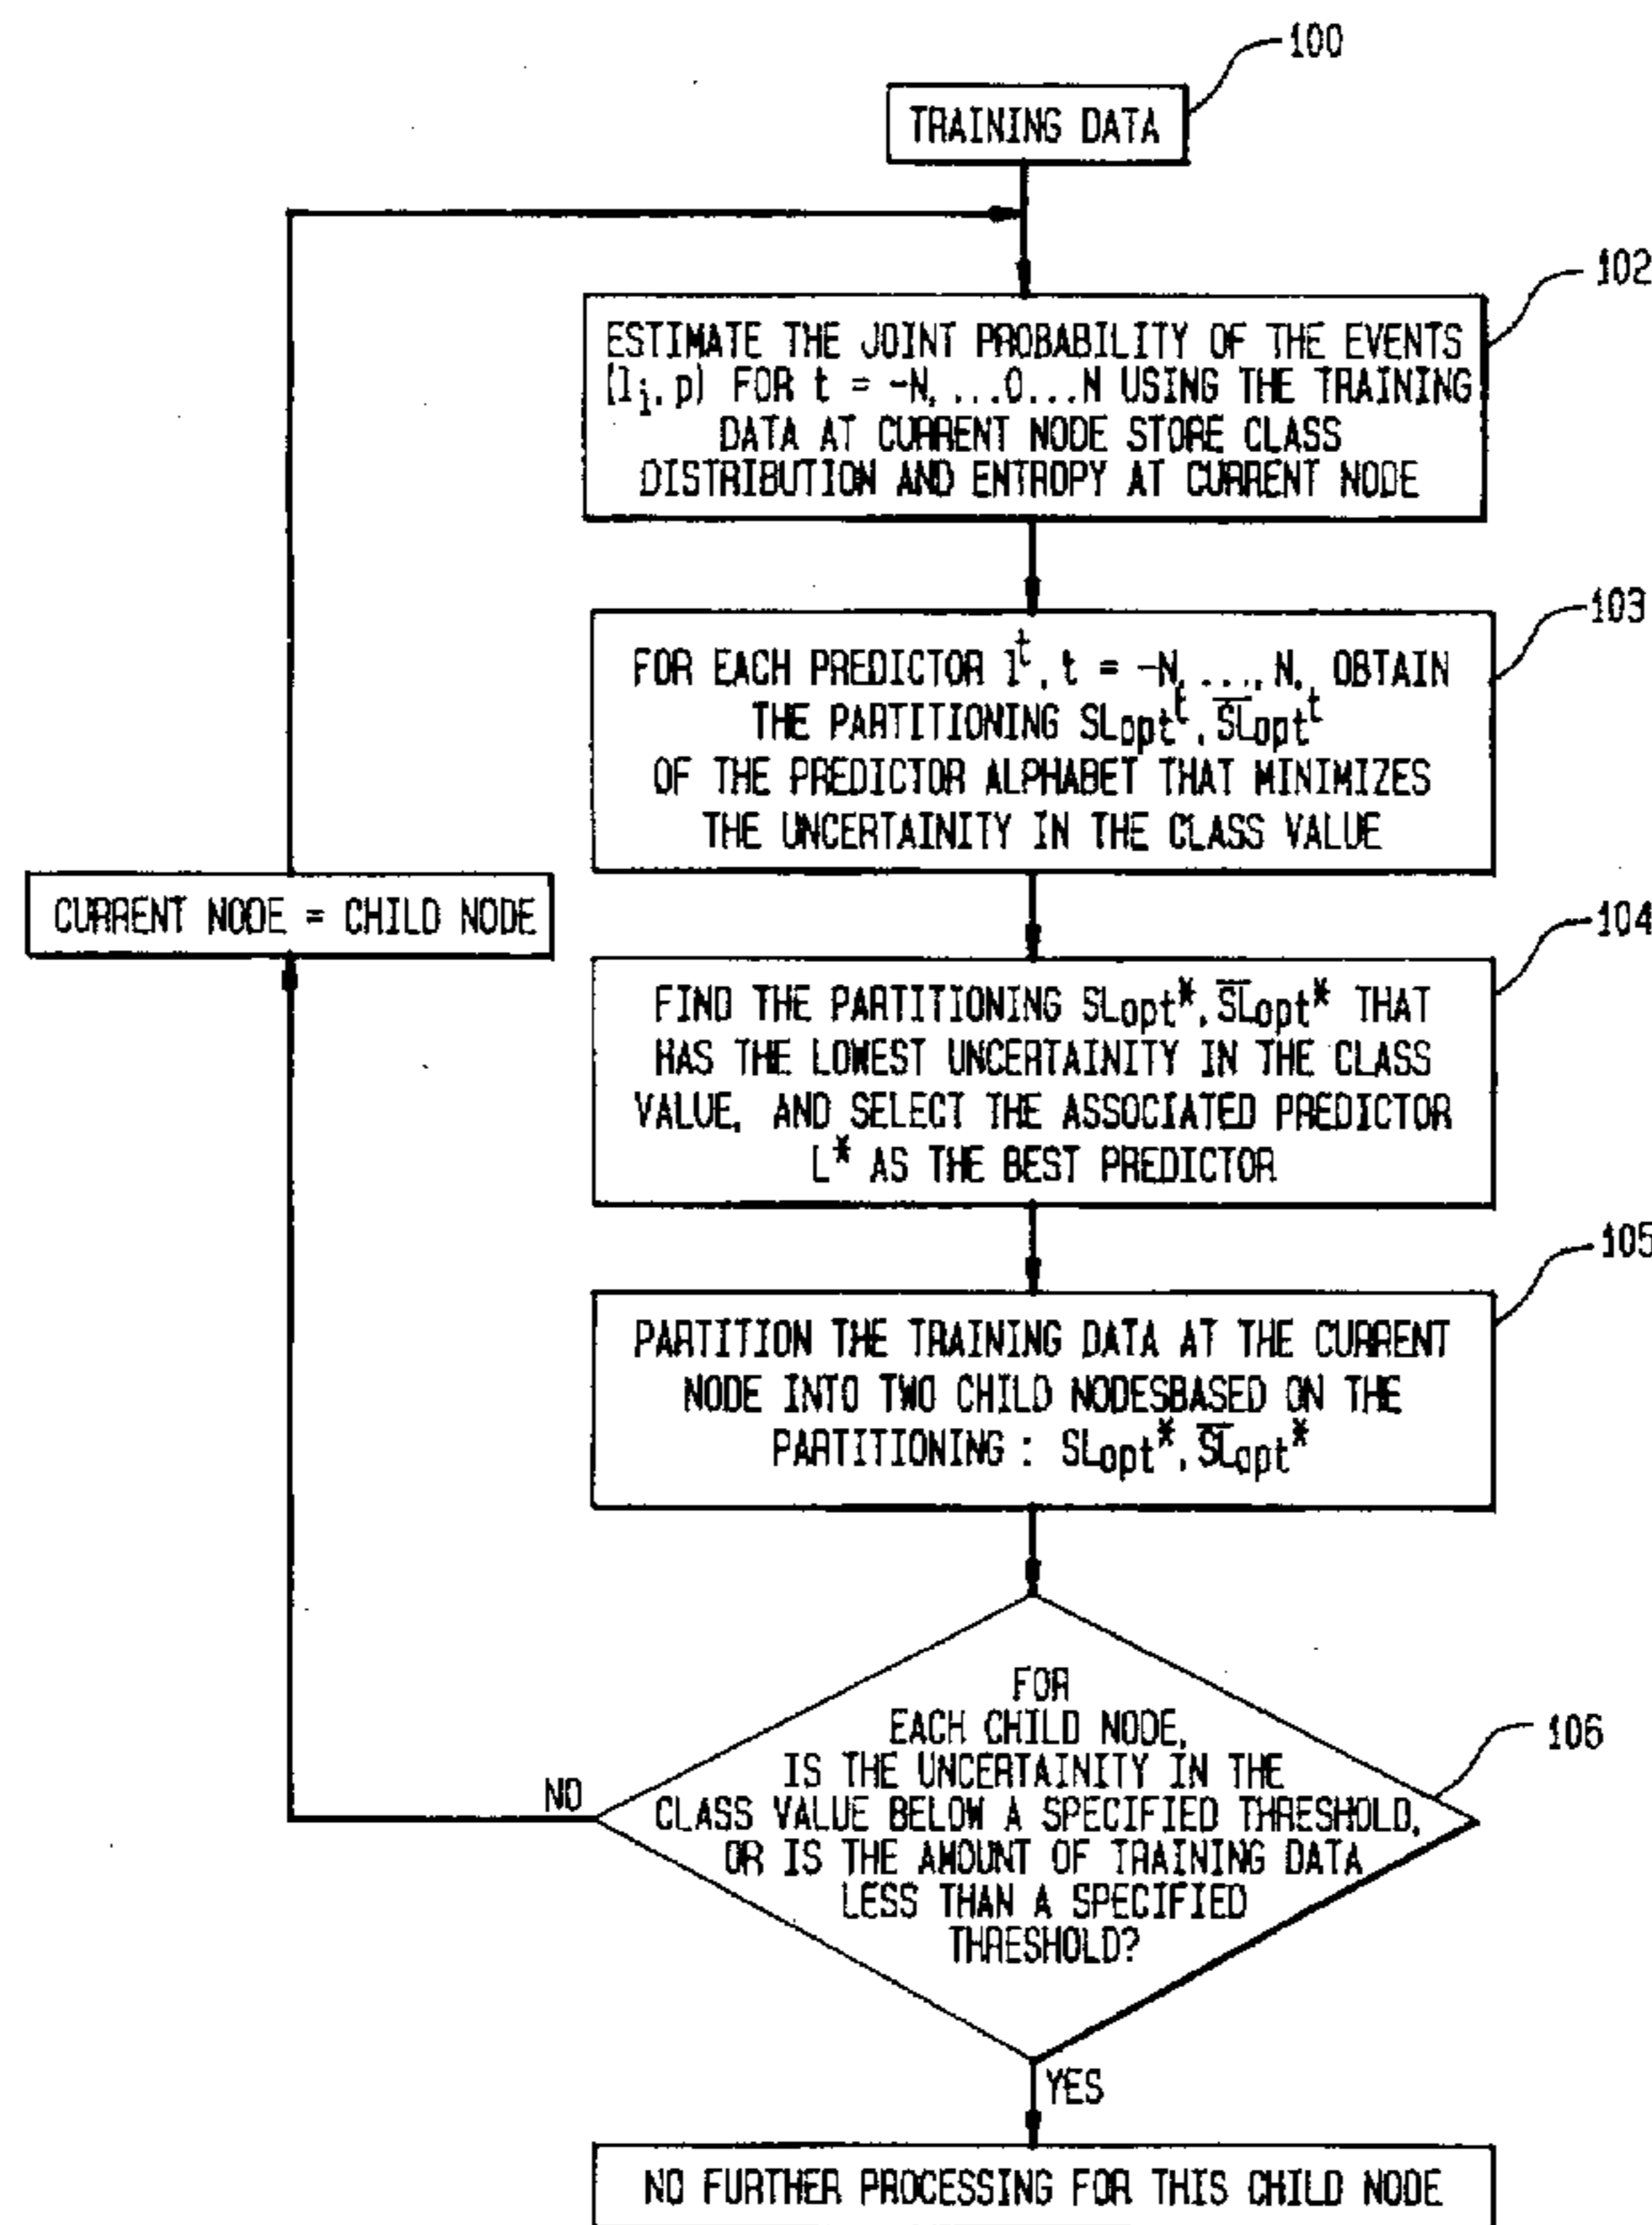 100
TRAINING DATA
102
ESTIMATE THE JOINT PROBABILITY OF THE EVENTS
(l_i, p) FOR t = -N, ...0...N USING THE TRAINING
DATA AT CURRENT NODE STORE CLASS
DISTRIBUTION AND ENTROPY AT CURRENT NODE
103
FOR EACH PREDICTOR l^t, t = -N, ..., N, OBTAIN
THE PARTITIONING SL_opt^t, S̅L̅_opt^t
OF THE PREDICTOR ALPHABET THAT MINIMIZES
THE UNCERTAINITY IN THE CLASS VALUE
CURRENT NODE = CHILD NODE
104
FIND THE PARTITIONING SL_opt*, S̅L̅_opt* THAT
HAS THE LOWEST UNCERTAINITY IN THE CLASS
VALUE, AND SELECT THE ASSOCIATED PREDICTOR
L* AS THE BEST PREDICTOR
105
PARTITION THE TRAINING DATA AT THE CURRENT
NODE INTO TWO CHILD NODESBASED ON THE
PARTITIONING : SL_opt*, S̅L̅_opt*
106
FOR
EACH CHILD NODE,
IS THE UNCERTAINITY IN THE
CLASS VALUE BELOW A SPECIFIED THRESHOLD,
OR IS THE AMOUNT OF TRAINING DATA
LESS THAN A SPECIFIED
THRESHOLD?
NO
YES
NO FURTHER PROCESSING FOR THIS CHILD NODE